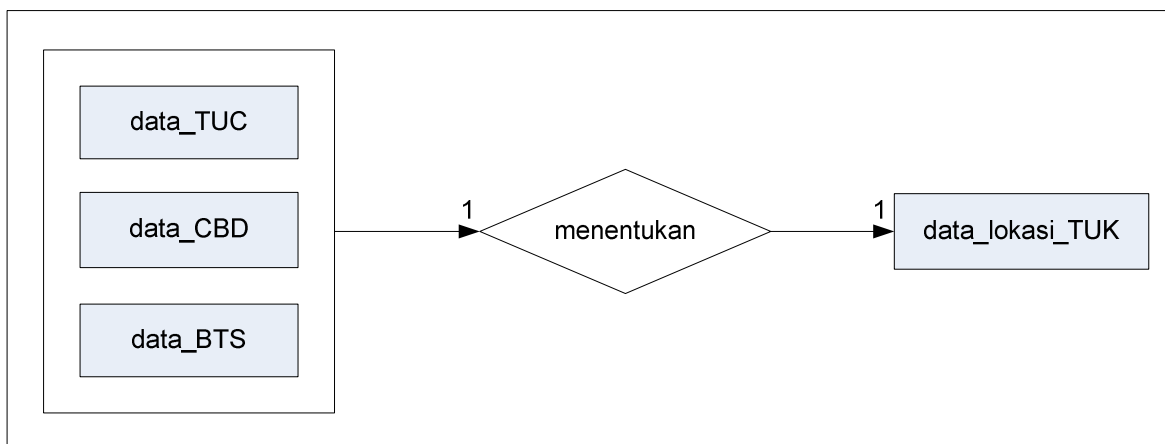 data_TUC
data_CBD
data_BTS
1
menentukan
1
data_lokasi_TUK